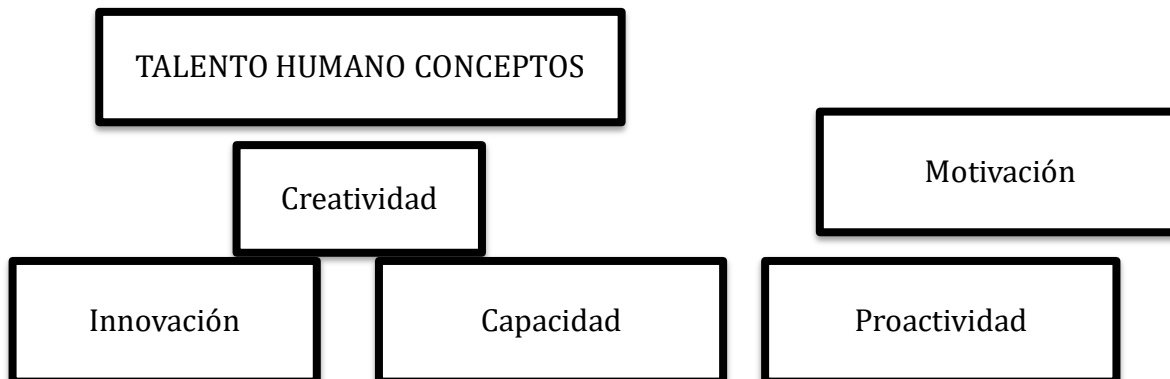 TALENTO HUMANO CONCEPTOS
Motivación
Creatividad
Innovación
Capacidad
Proactividad